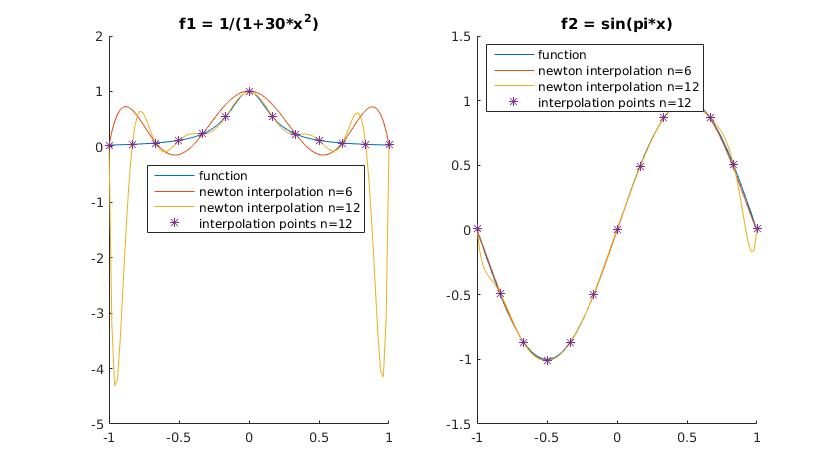 f1 = 1/(1+30*x²)
2
1
0
-1
-2
-3
-4
-5
-1
-0.5
0
0.5
1
function
newton interpolation n=6
newton interpolation n=12
interpolation points n=12
f2 = sin(pi*x)
1.5
1
0.5
0
-0.5
-1
-1.5
-1
-0.5
0
0.5
1
function
newton interpolation n=6
newton interpolation n=12
interpolation points n=12